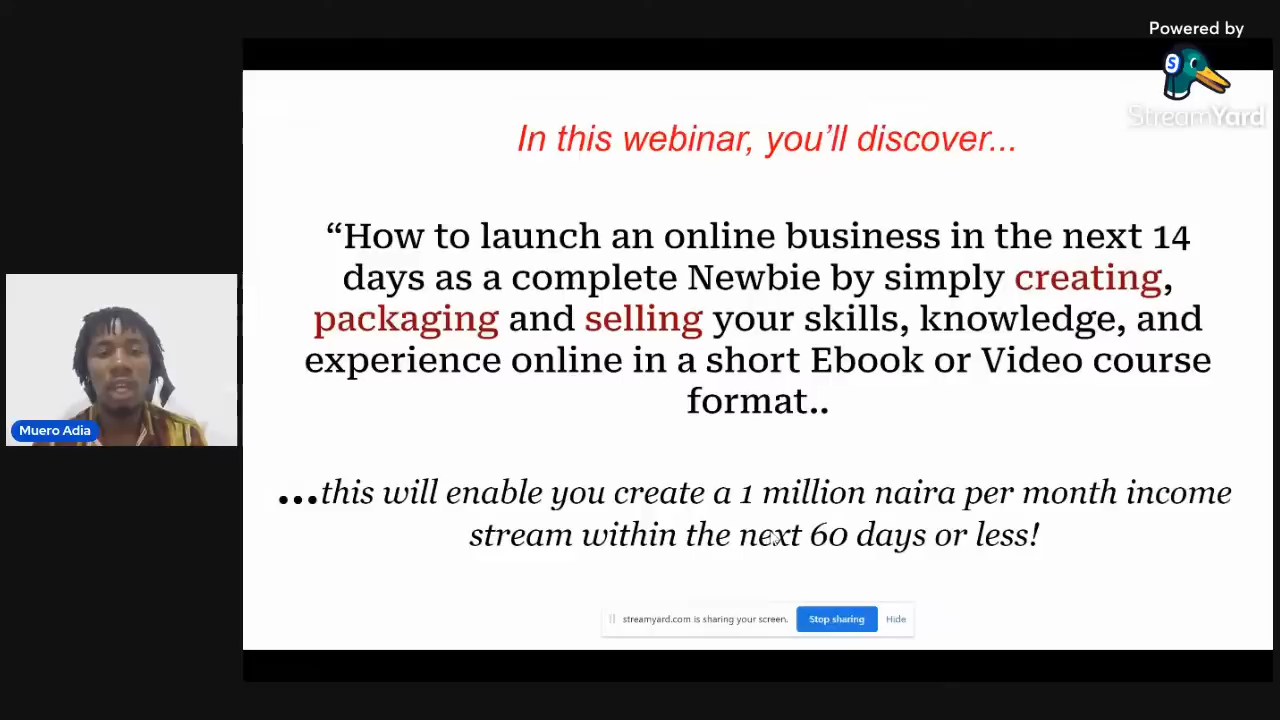 Powered by
StreamYard
In this webinar, you'll discover...
“How to launch an online business in the next 14
days as a complete Newbie by simply creating,
packaging and selling your skills, knowledge, and
experience online in a short Ebook or Video course
format..
...this will enable you create a 1 million naira per month income
stream within the next 60 days or less!
Muero Adia
streamyard.com is sharing your screen.
Stop sharing
Hide